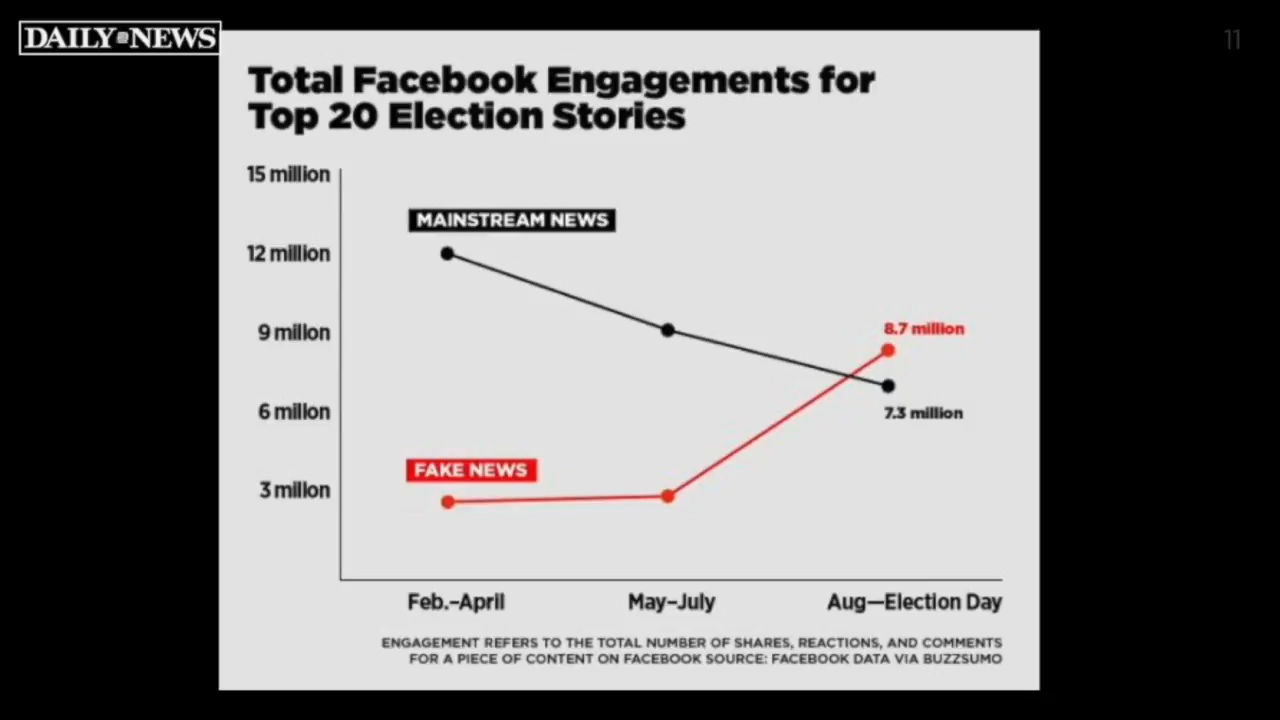 DAILY NEWS
11
Total Facebook Engagements for
Top 20 Election Stories
15 million
MAINSTREAM NEWS
12 million
9 millon
8.7 million
6 millon
7.3 million
FAKE NEWS
3 millon
Feb.–April
May–July
Aug—Election Day
ENGAGEMENT REFERS TO THE TOTAL NUMBER OF SHARES, REACTIONS, AND COMMENTS
FOR A PIECE OF CONTENT ON FACEBOOK SOURCE: FACEBOOK DATA VIA BUZZSUMO